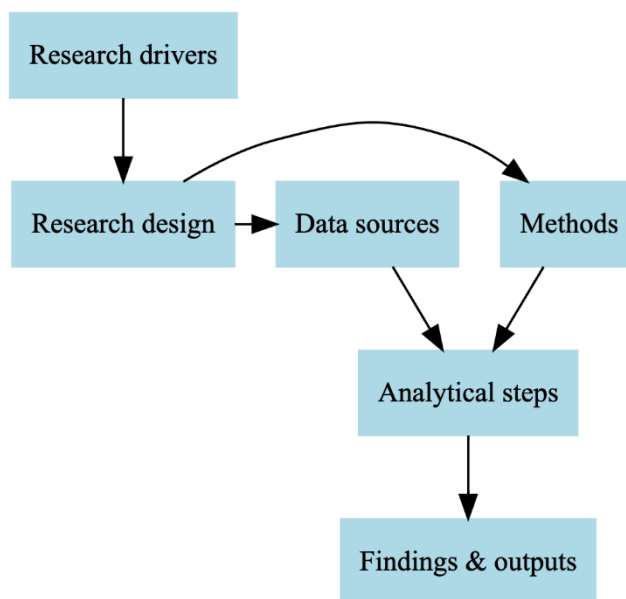 Research drivers
Research design
Data sources
Methods
Analytical steps
Findings & outputs